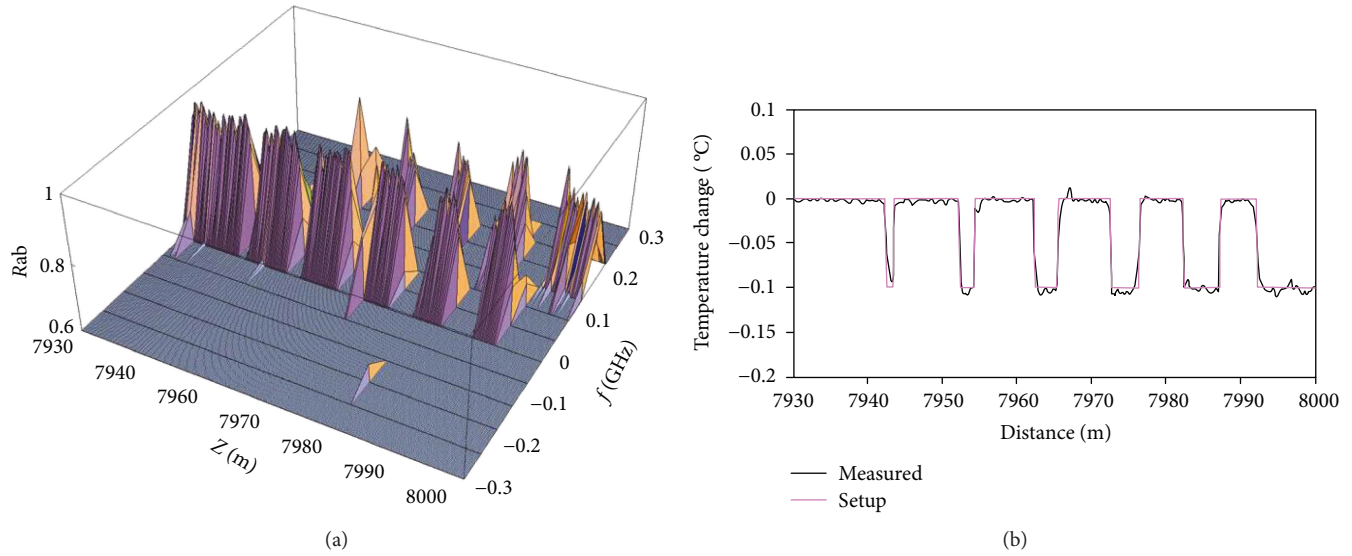 1
0.8
0.6
Rab
7930
7940
7960
7970
7980
7990
8000
Z (m)
0.3
0.2
0.1
0
−0.1
−0.2
−0.3
f (GHz)
(a)
0.1
0.05
0
−0.05
−0.1
−0.15
−0.2
Temperature change ( ºC)
7930 7940 7950 7960 7970 7980 7990 8000
Distance (m)
Measured
Setup
(b)